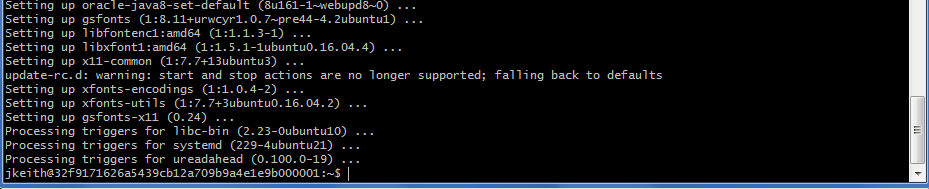 Setting up oracle-java8-set-default (8u161-1~webupd8~0) ...
Setting up gsfonts (1:8.11+urwcyr1.0.7~pre44-4.2ubuntu1) ...
Setting up libfontenc1:amd64 (1:1.1.3-1) ...
Setting up libxfont1:amd64 (1:1.5.1-1ubuntu0.16.04.4) ...
Setting up x11-common (1:7.7+13ubuntu3) ...
update-rc.d: warning: start and stop actions are no longer supported; falling back to defaults
Setting up xfonts-encodings (1:1.0.4-2) ...
Setting up xfonts-utils (1:7.7+3ubuntu0.16.04.2) ...
Setting up gsfonts-x11 (0.24) ...
Processing triggers for libc-bin (2.23-0ubuntu10) ...
Processing triggers for systemd (229-4ubuntu21) ...
Processing triggers for ureadahead (0.100.0-19) ...
jkeith@32f9171626a5439cb12a709b9a4e1e9b000001:~$